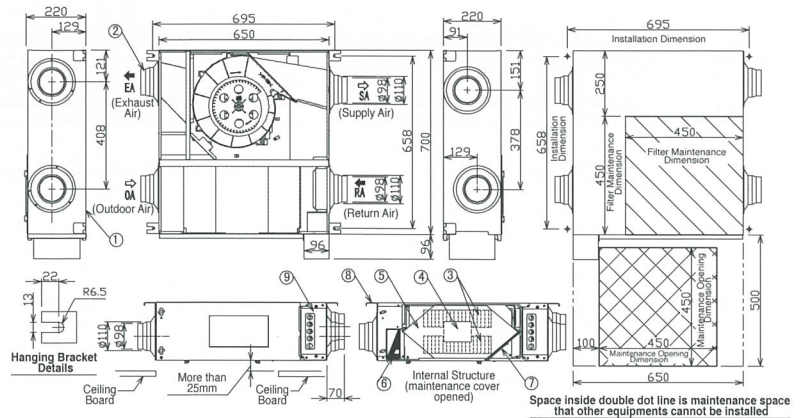 220
129
121
408
②
EA
(Exhaust
Air)
OA
(Outdoor Air)
①
695
650
SA
ø98
ø110
(Supply Air)
RA
ø98
ø110
(Return Air)
658
700
96
96
220
91
151
378
129
695
Installation Dimension
658
Installation
Dimension
250
450
Filter Maintenance
Dimension
450
Filter Maintenance
Dimension
450
Maintenance Opening
Dimension
500
100
450
Maintenance Opening Dimension
650
22
13
R6.5
Hanging Bracket
Details
ø110
ø98
⑨
Ceiling
Board
More than
25mm
Ceiling
Board
70
⑧
⑤
④
③
⑥
⑦
Internal Structure
(maintenance cover
opened)
Space inside double dot line is maintenance space
that other equipments cannot be installed